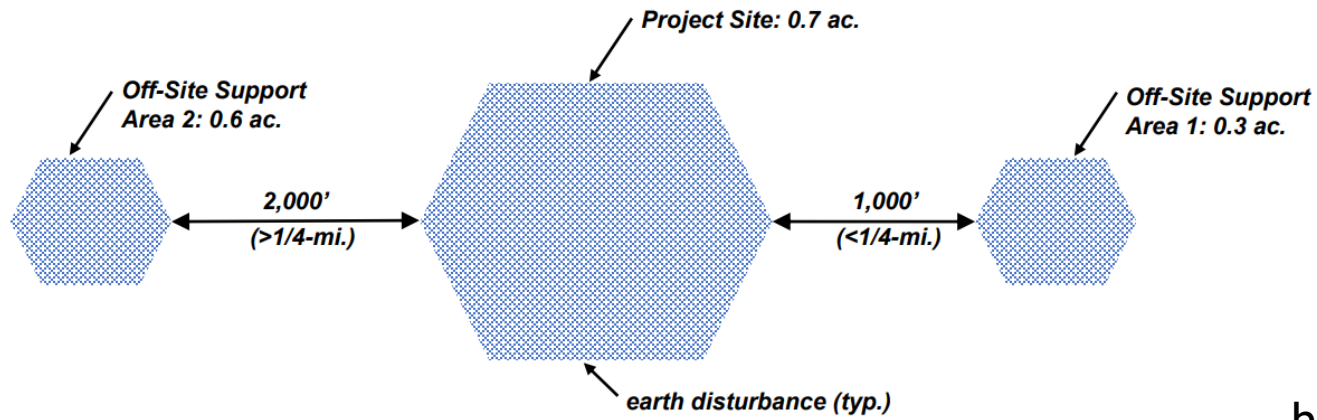 Project Site: 0.7 ac.
Off-Site Support
Area 2: 0.6 ac.
Off-Site Support
Area 1: 0.3 ac.
2,000’
(>1/4-mi.)
1,000’
(<1/4-mi.)
earth disturbance (typ.)